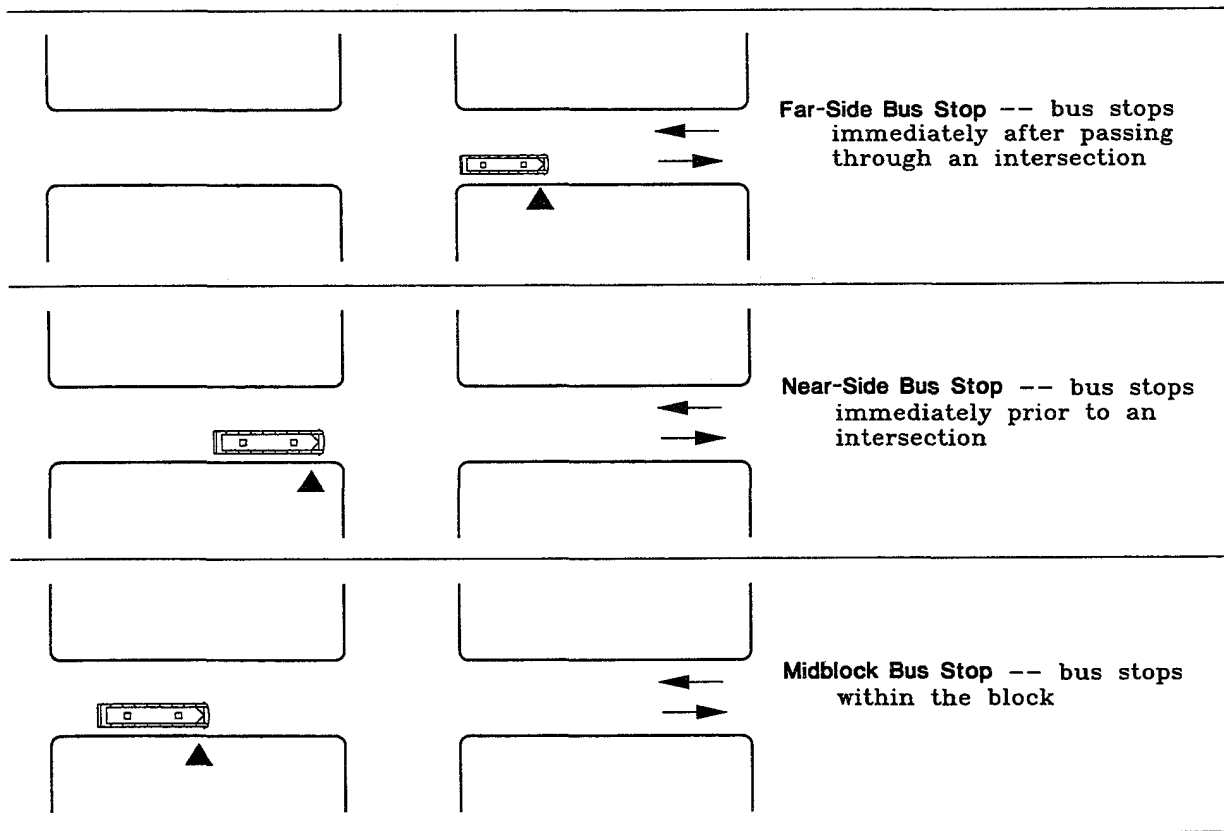 Far-Side Bus Stop -- bus stops
immediately after passing
through an intersection
Near-Side Bus Stop -- bus stops
immediately prior to an
intersection
Midblock Bus Stop -- bus stops
within the block